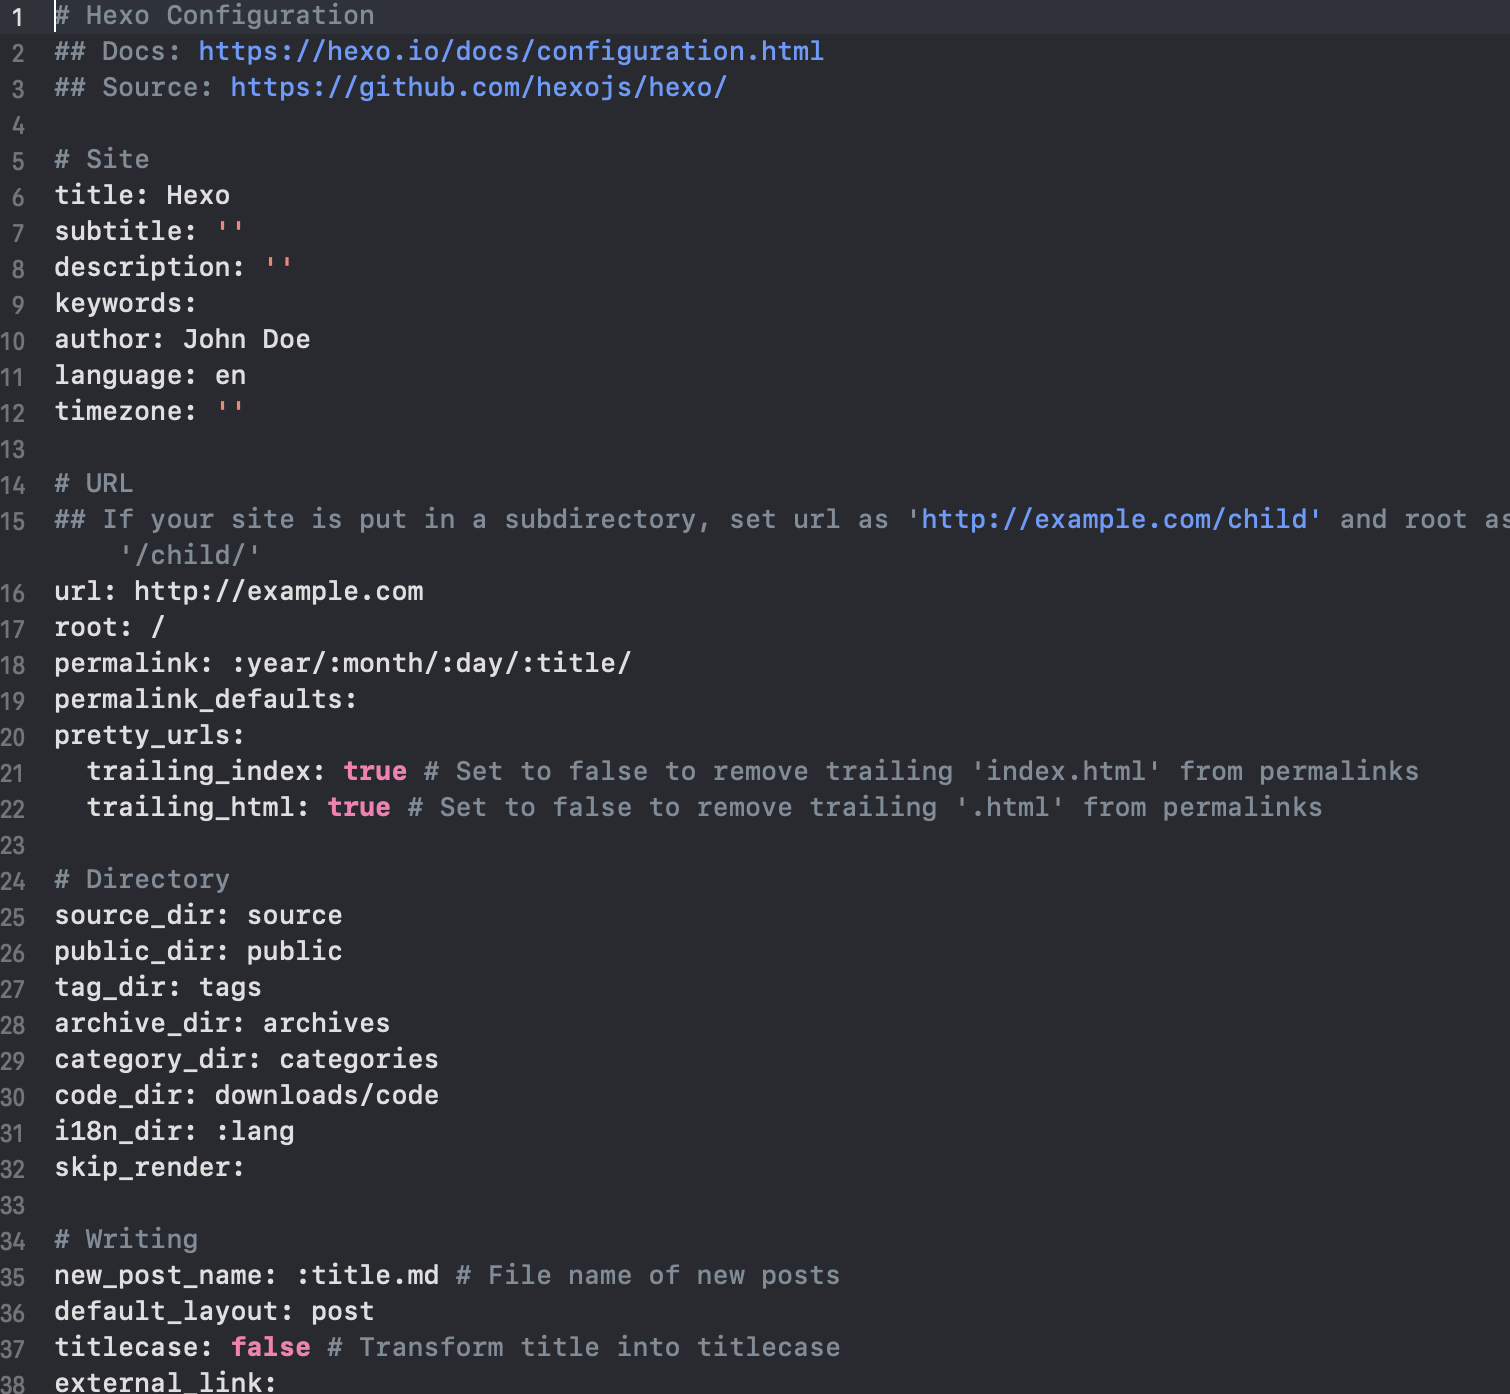 1 # Hexo Configuration
2 ## Docs: https://hexo.io/docs/configuration.html
3 ## Source: https://github.com/hexojs/hexo/
4
5 # Site
6 title: Hexo
7 subtitle: ''
8 description: ''
9 keywords:
10 author: John Doe
11 language: en
12 timezone: ''
13
14 # URL
15 ## If your site is put in a subdirectory, set url as 'http://example.com/child' and root as
'/child/'
16 url: http://example.com
17 root: /
18 permalink: :year/:month/:day/:title/
19 permalink_defaults:
20 pretty_urls:
21   trailing_index: true # Set to false to remove trailing 'index.html' from permalinks
22   trailing_html: true # Set to false to remove trailing '.html' from permalinks
23
24 # Directory
25 source_dir: source
26 public_dir: public
27 tag_dir: tags
28 archive_dir: archives
29 category_dir: categories
30 code_dir: downloads/code
31 i18n_dir: :lang
32 skip_render:
33
34 # Writing
35 new_post_name: :title.md # File name of new posts
36 default_layout: post
37 titlecase: false # Transform title into titlecase
38 external_link: